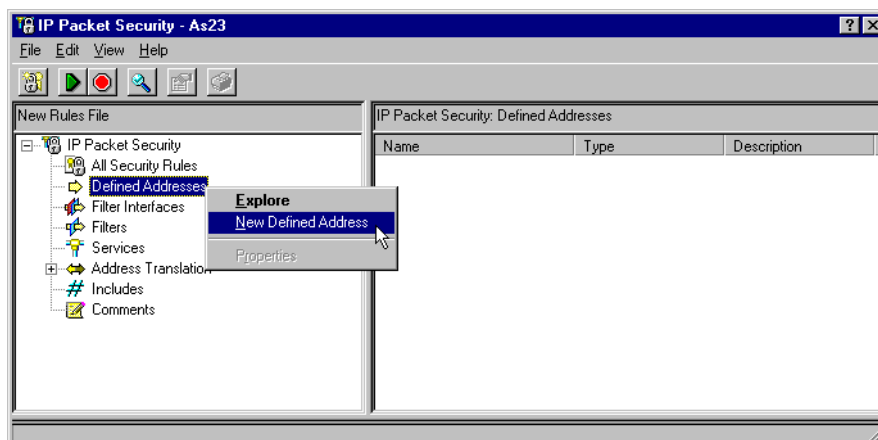 IP Packet Security - As23
File Edit View Help
New Rules File
IP Packet Security: Defined Addresses
Name Type Description
IP Packet Security
All Security Rules
Defined Addresses
Filter Interfaces
Filters
Services
Address Translation
Includes
Comments
Explore
New Defined Address
Properties